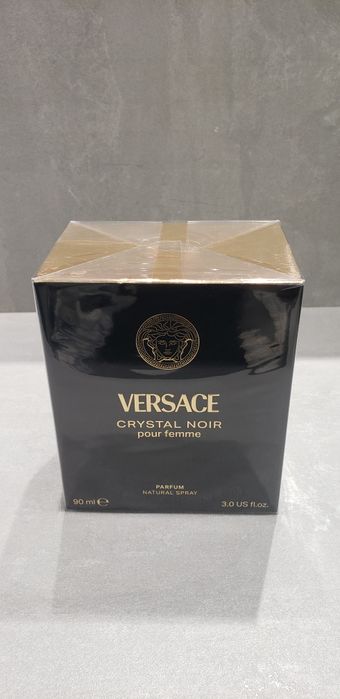 VERSACE
CRYSTAL NOIR
pour femme
PARFUM
NATURAL SPRAY
90 ml ℮
3.0 US fl.oz.